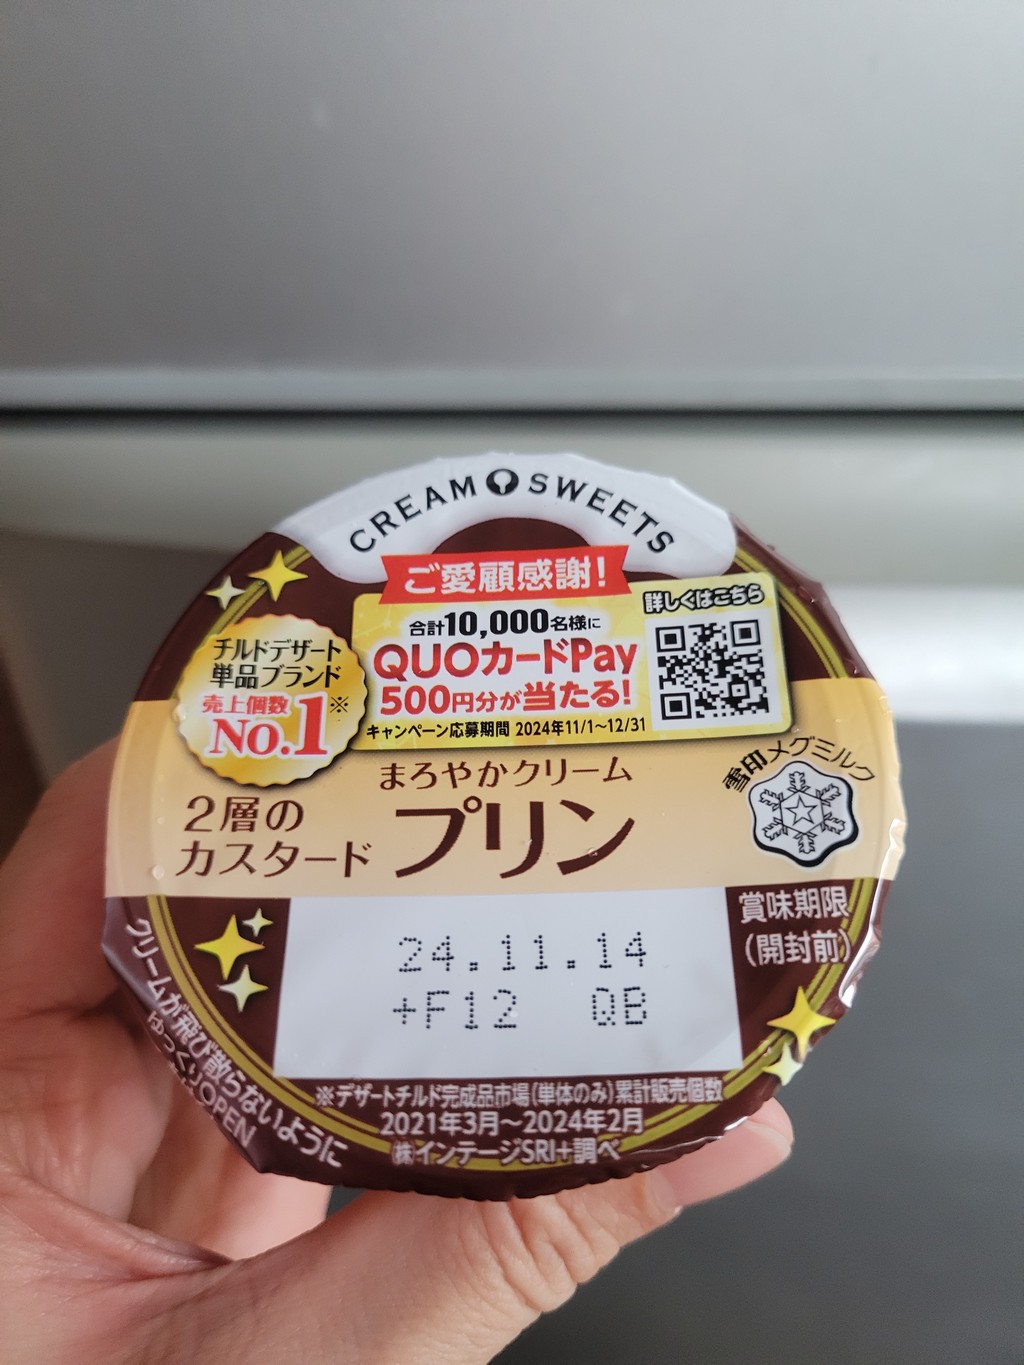 CREAM SWEETS
ご愛顧感謝!
合計10,000名様に
QUOカードPay
500円分が当たる!
キャンペーン応募期間 2024年11/1～12/31
詳しくはこちら
チルドデザート
単品ブランド
売上個数
No.1※
雪印メグミルク
まろやかクリーム
2層の
カスタード
プリン
賞味期限
(開封前)
24.11.14
+F12 QB
クリームが飛び散らないように
ゆっくりOPEN
※デザートチルド完成品市場(単体のみ)累計販売個数
2021年3月～2024年2月
㈱インテージSRI+調べ